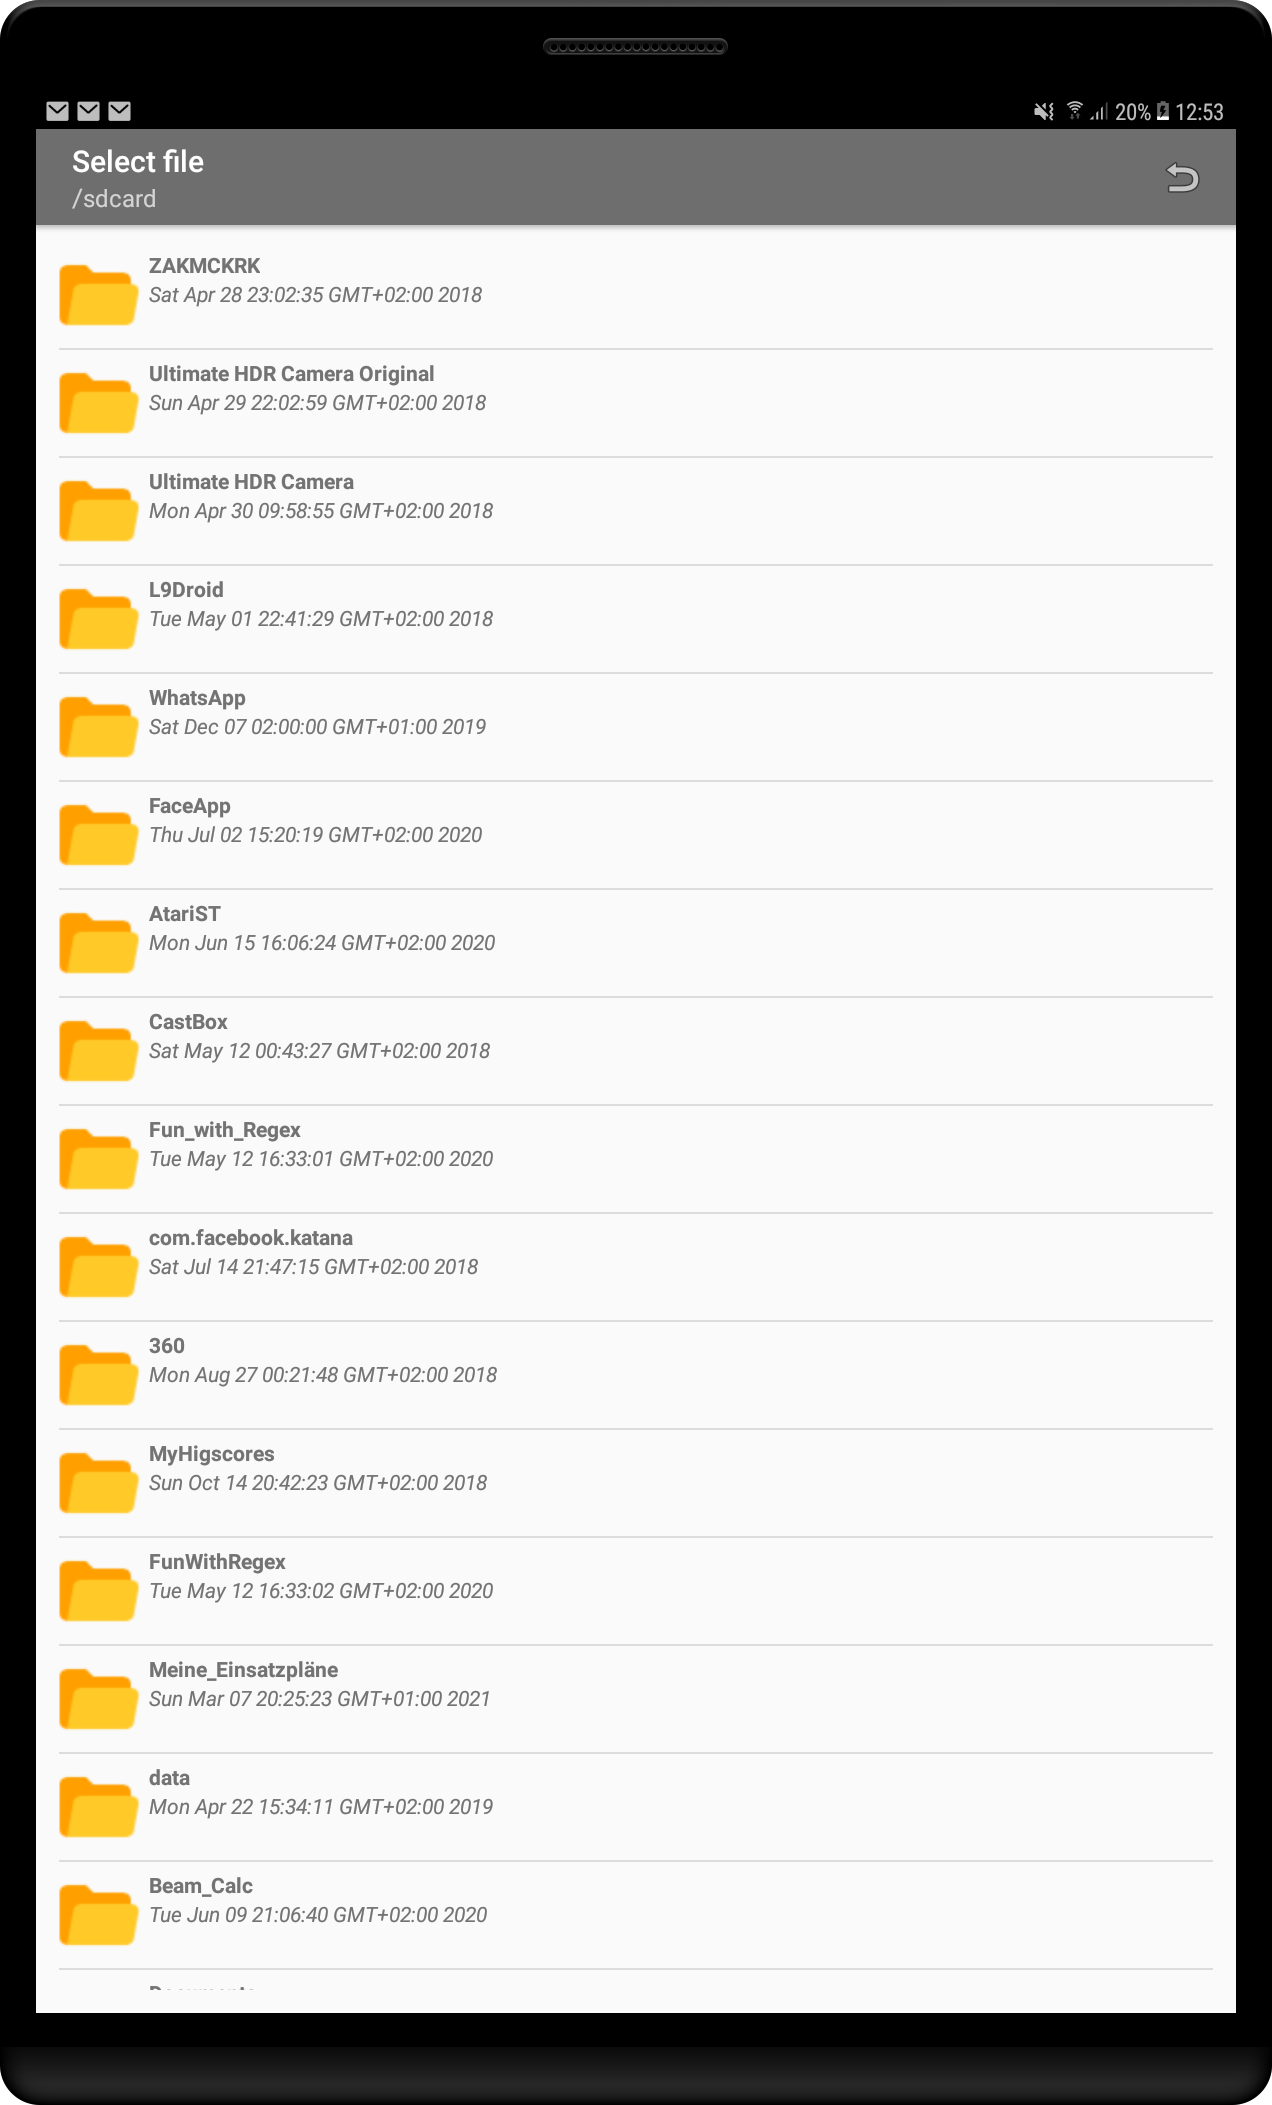 20% 12:53
Select file
/sdcard
ZAKMCKRK
Sat Apr 28 23:02:35 GMT+02:00 2018
Ultimate HDR Camera Original
Sun Apr 29 22:02:59 GMT+02:00 2018
Ultimate HDR Camera
Mon Apr 30 09:58:55 GMT+02:00 2018
L9Droid
Tue May 01 22:41:29 GMT+02:00 2018
WhatsApp
Sat Dec 07 02:00:00 GMT+01:00 2019
FaceApp
Thu Jul 02 15:20:19 GMT+02:00 2020
AtariST
Mon Jun 15 16:06:24 GMT+02:00 2020
CastBox
Sat May 12 00:43:27 GMT+02:00 2018
Fun_with_Regex
Tue May 12 16:33:01 GMT+02:00 2020
com.facebook.katana
Sat Jul 14 21:47:15 GMT+02:00 2018
360
Mon Aug 27 00:21:48 GMT+02:00 2018
MyHigscores
Sun Oct 14 20:42:23 GMT+02:00 2018
FunWithRegex
Tue May 12 16:33:02 GMT+02:00 2020
Meine_Einsatzpläne
Sun Mar 07 20:25:23 GMT+01:00 2021
data
Mon Apr 22 15:34:11 GMT+02:00 2019
Beam_Calc
Tue Jun 09 21:06:40 GMT+02:00 2020